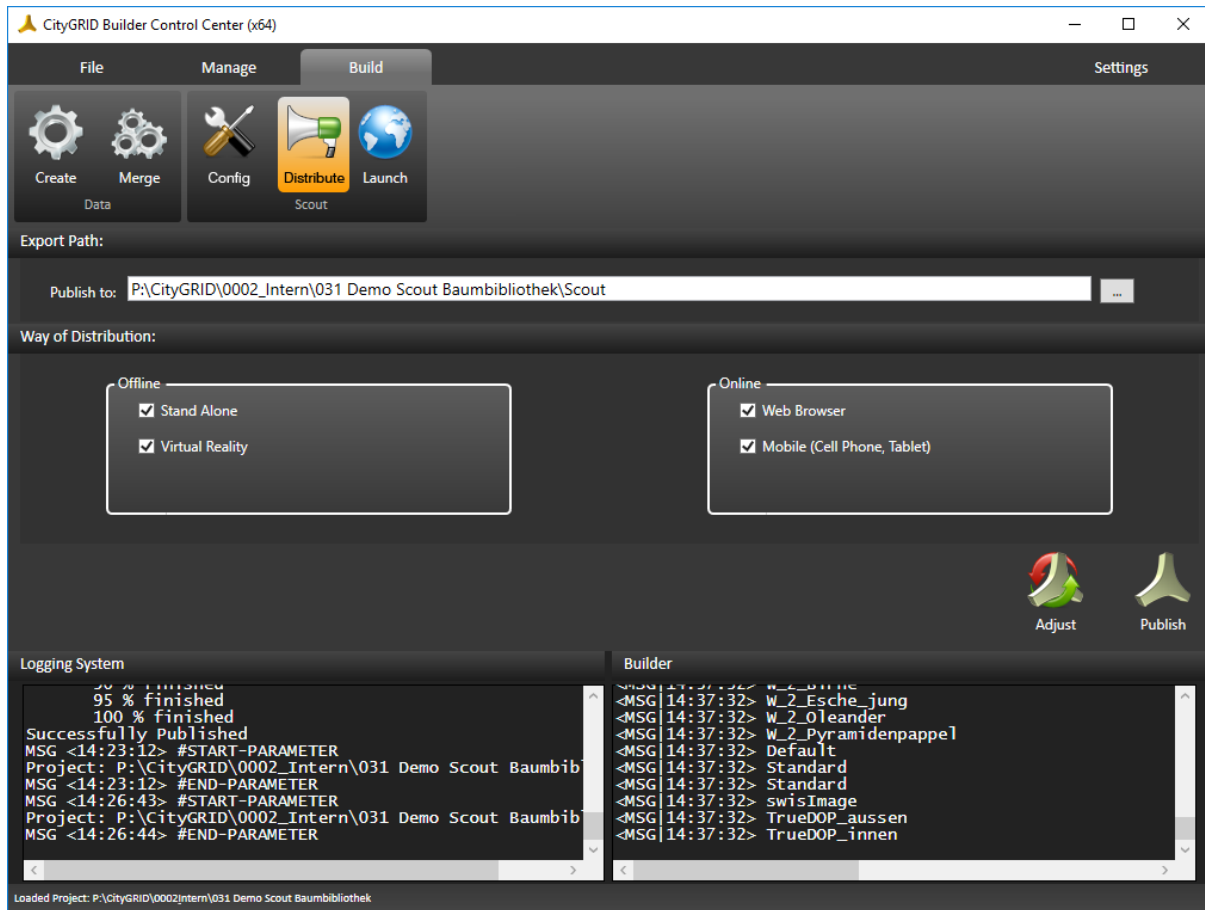 CityGRID Builder Control Center (x64)
File Manage Build Settings
Create Merge Config Distribute Launch
Data Scout
Export Path:
Publish to: P:\CityGRID\0002_Intern\031 Demo Scout Baumbibliothek\Scout ...
Way of Distribution:
Offline
Stand Alone
Virtual Reality
Online
Web Browser
Mobile (Cell Phone, Tablet)
Adjust Publish
Logging System
90 % finished
95 % finished
100 % finished
Successfully Published
MSG <14:23:12> #START-PARAMETER
Project: P:\CityGRID\0002_Intern\031 Demo Scout Baumbibl
MSG <14:23:12> #END-PARAMETER
MSG <14:26:43> #START-PARAMETER
Project: P:\CityGRID\0002_Intern\031 Demo Scout Baumbibl
MSG <14:26:44> #END-PARAMETER
Builder
<MSG|14:37:32> W_2_Birne
<MSG|14:37:32> W_2_Esche_jung
<MSG|14:37:32> W_2_Oleander
<MSG|14:37:32> W_2_Pyramidenpappel
<MSG|14:37:32> Default
<MSG|14:37:32> Standard
<MSG|14:37:32> Standard
<MSG|14:37:32> swisImage
<MSG|14:37:32> TrueDOP_aussen
<MSG|14:37:32> TrueDOP_innen
Loaded Project: P:\CityGRID\0002_Intern\031 Demo Scout Baumbibliothek